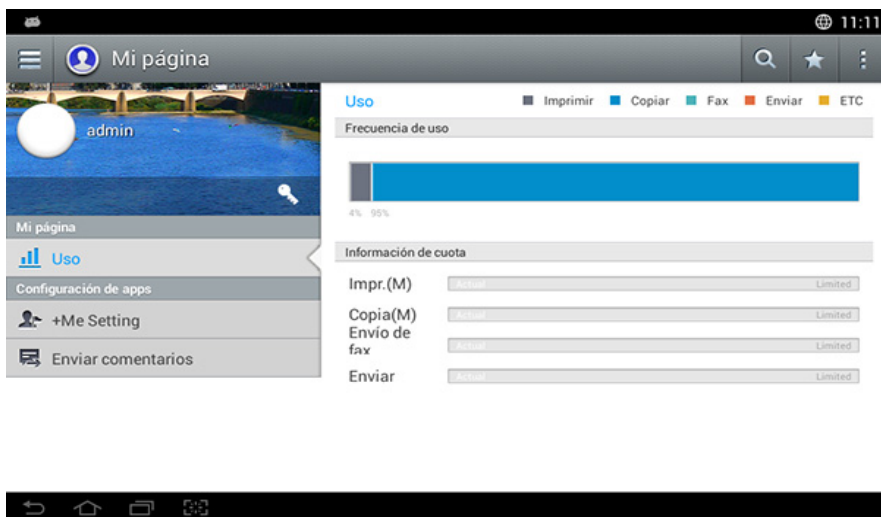 11:11
Mi página
admin
Mi página
Uso
Configuración de apps
+Me Setting
Enviar comentarios
Uso
Imprimir Copiar Fax Enviar ETC
Frecuencia de uso
4% 95%
Información de cuota
Impr.(M) Actual Limited
Copia(M) Actual Limited
Envío de
fax Actual Limited
Enviar Actual Limited